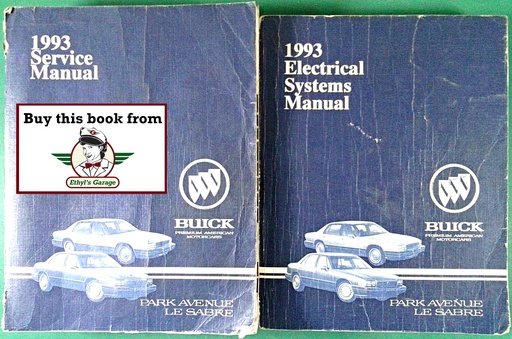 1993
Service
Manual
Buy this book from
Ethyl's Garage
BUICK
PREMIUM AMERICAN
MOTORCARS
PARK AVENUE
LE SABRE
1993
Electrical
Systems
Manual
BUICK
PREMIUM AMERICAN
MOTORCARS
PARK AVENUE
LE SABRE